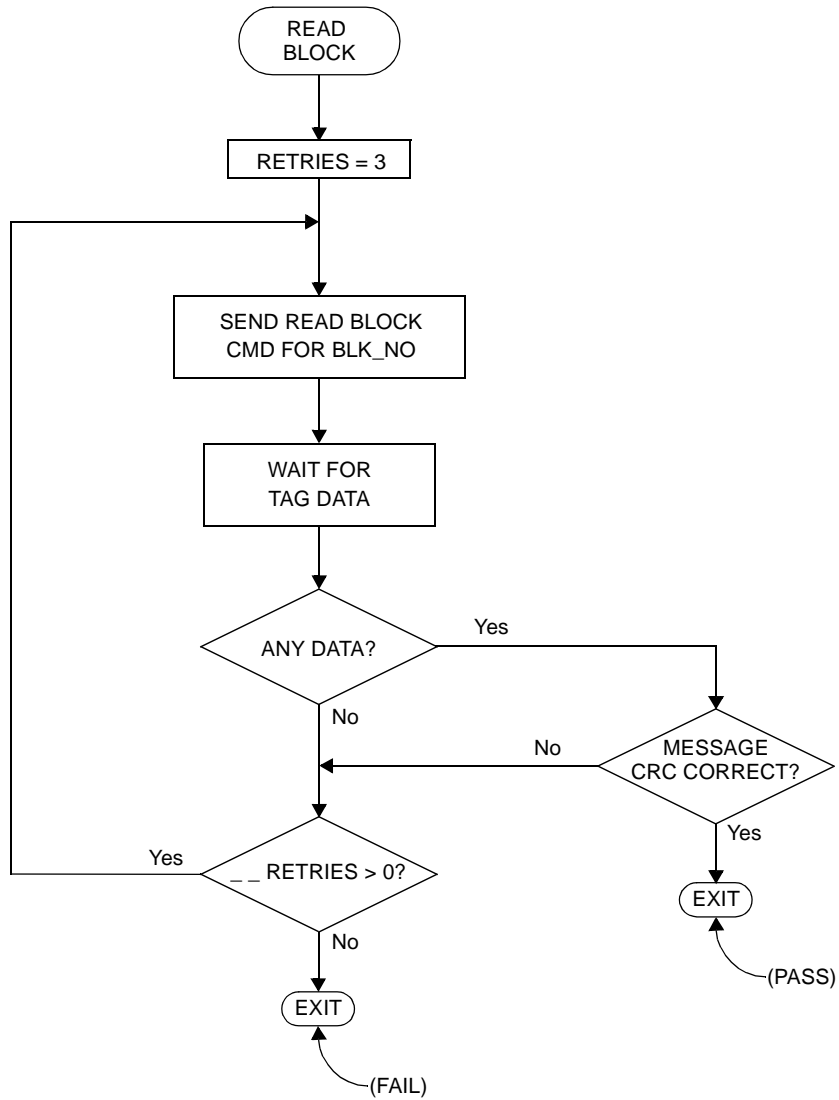 READ
BLOCK
RETRIES = 3
SEND READ BLOCK
CMD FOR BLK_NO
WAIT FOR
TAG DATA
ANY DATA?
Yes
No
MESSAGE
CRC CORRECT?
No
Yes
EXIT
(PASS)
_ _ RETRIES > 0?
Yes
No
EXIT
(FAIL)